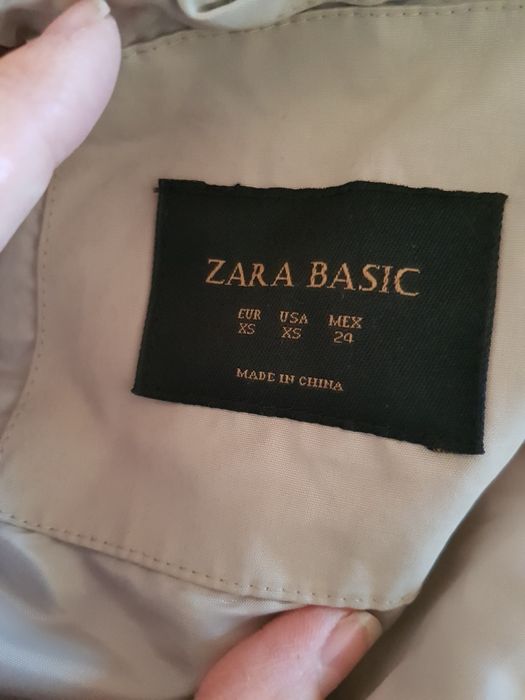 ZARA BASIC
EUR USA MEX
XS XS 24
MADE IN CHINA